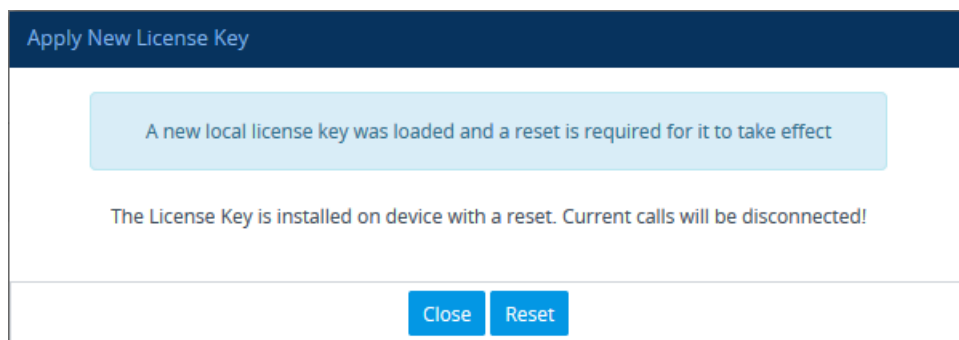 Apply New License Key
A new local license key was loaded and a reset is required for it to take effect
The License Key is installed on device with a reset. Current calls will be disconnected!
Close Reset